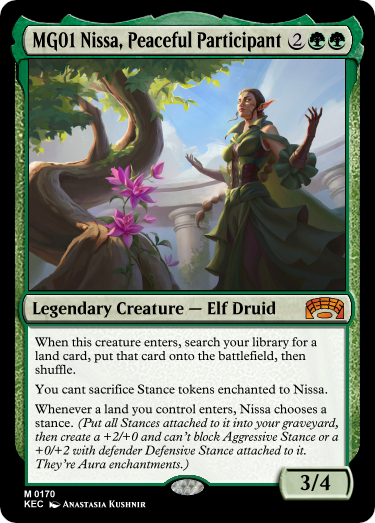 MG01 Nissa, Peaceful Participant 2
Legendary Creature — Elf Druid
When this creature enters, search your library for a
land card, put that card onto the battlefield, then
shuffle.
You cant sacrifice Stance tokens enchanted to Nissa.
Whenever a land you control enters, Nissa chooses a
stance. (Put all Stances attached to it into your graveyard,
then create a +2/+0 and can't block Aggressive Stance or a
+0/+2 with defender Defensive Stance attached to it.
They're Aura enchantments.)
3/4
M 0170
KEC Anastasia Kushnir